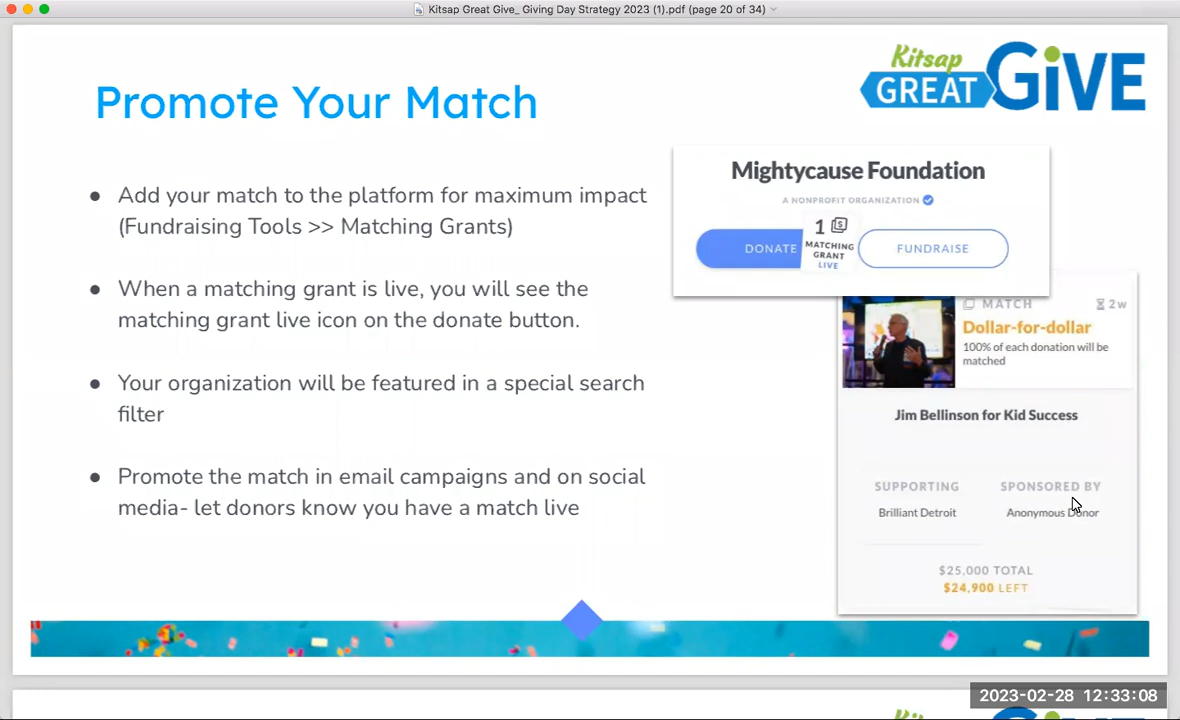 Kitsap Great Give_ Giving Day Strategy 2023 (1).pdf (page 20 of 34)
Kitsap
GREAT GIVE
Promote Your Match
● Add your match to the platform for maximum impact
(Fundraising Tools >> Matching Grants)
● When a matching grant is live, you will see the
matching grant live icon on the donate button.
● Your organization will be featured in a special search
filter
● Promote the match in email campaigns and on social
media- let donors know you have a match live
Mightycause Foundation
A NONPROFIT ORGANIZATION
DONATE
1
MATCHING
GRANT
LIVE
FUNDRAISE
MATCH
2w
Dollar-for-dollar
100% of each donation will be
matched
Jim Bellinson for Kid Success
SUPPORTING
Brilliant Detroit
SPONSORED BY
Anonymous Donor
$25,000 TOTAL
$24,900 LEFT
2023-02-28 12:33:08